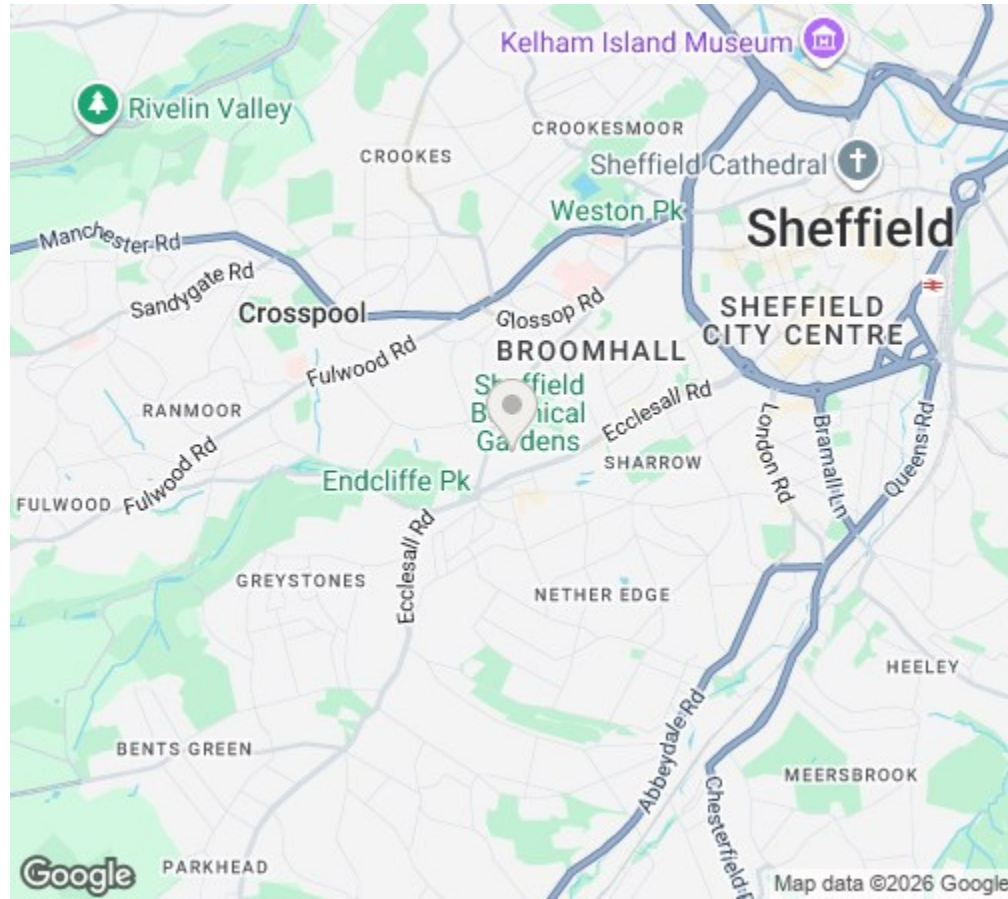 Kelham Island Museum
Rivelin Valley
CROOKESMOOR
CROOKES
Sheffield Cathedral
Weston Pk
Sheffield
Manchester Rd
Sandygate Rd
Crosspool
Glossop Rd
SHEFFIELD
CITY CENTRE
BROOMHALL
Fulwood Rd
Sheffield
Gardens
RANMOOR
Ecclesall Rd
London Rd
Bramall Ln
Queens Rd
SHARROW
Endcliffe Pk
Fulwood Rd
FULWOOD
Ecclesall Rd
GREYSTONES
NETHER EDGE
HEELEY
Abbeydale Rd
BENTS GREEN
MEERSBROOK
Chesterfield
PARKHEAD
Google
Map data ©2026 Google